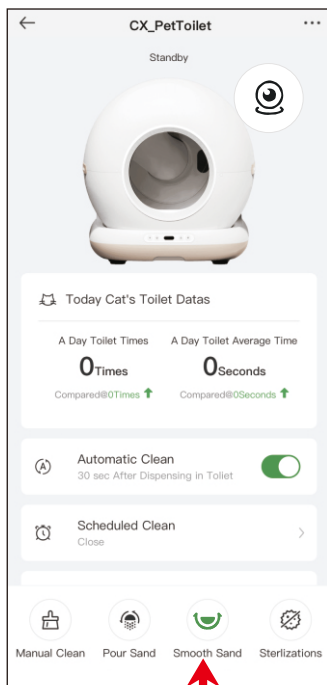 CX_PetToilet
Standby
Today Cat's Toilet Datas
A Day Toilet Times A Day Toilet Average Time
0Times 0Seconds
Compared@0Times Compared@0Seconds
Automatic Clean
30 sec After Dispensing in Toliet
Scheduled Clean
Close
Manual Clean Pour Sand Smooth Sand Sterlizations